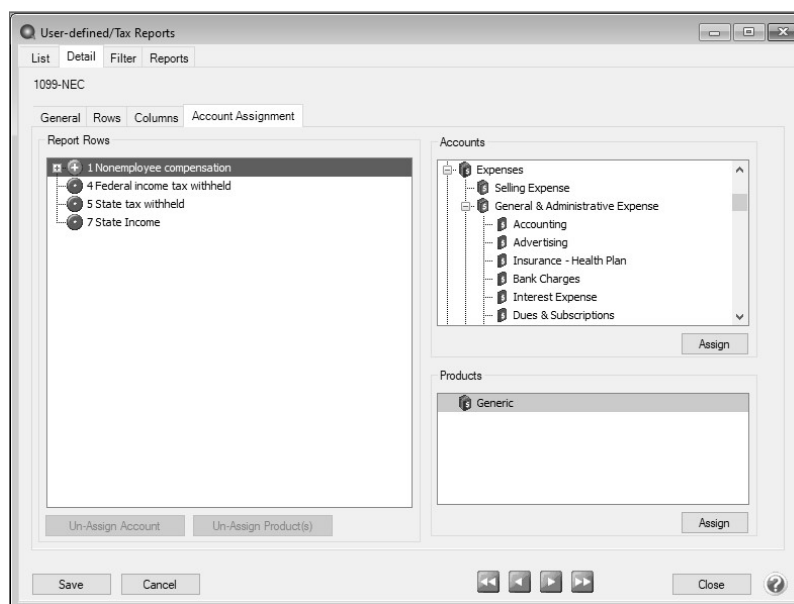 User-defined/Tax Reports
List Detail Filter Reports
1099-NEC
General Rows Columns Account Assignment
Report Rows
1 Nonemployee compensation
4 Federal income tax withheld
5 State tax withheld
7 State Income
Un-Assign Account Un-Assign Product(s)
Accounts
Expenses
Selling Expense
General & Administrative Expense
Accounting
Advertising
Insurance - Health Plan
Bank Charges
Interest Expense
Dues & Subscriptions
Assign
Products
Generic
Assign
Save Cancel Close ?